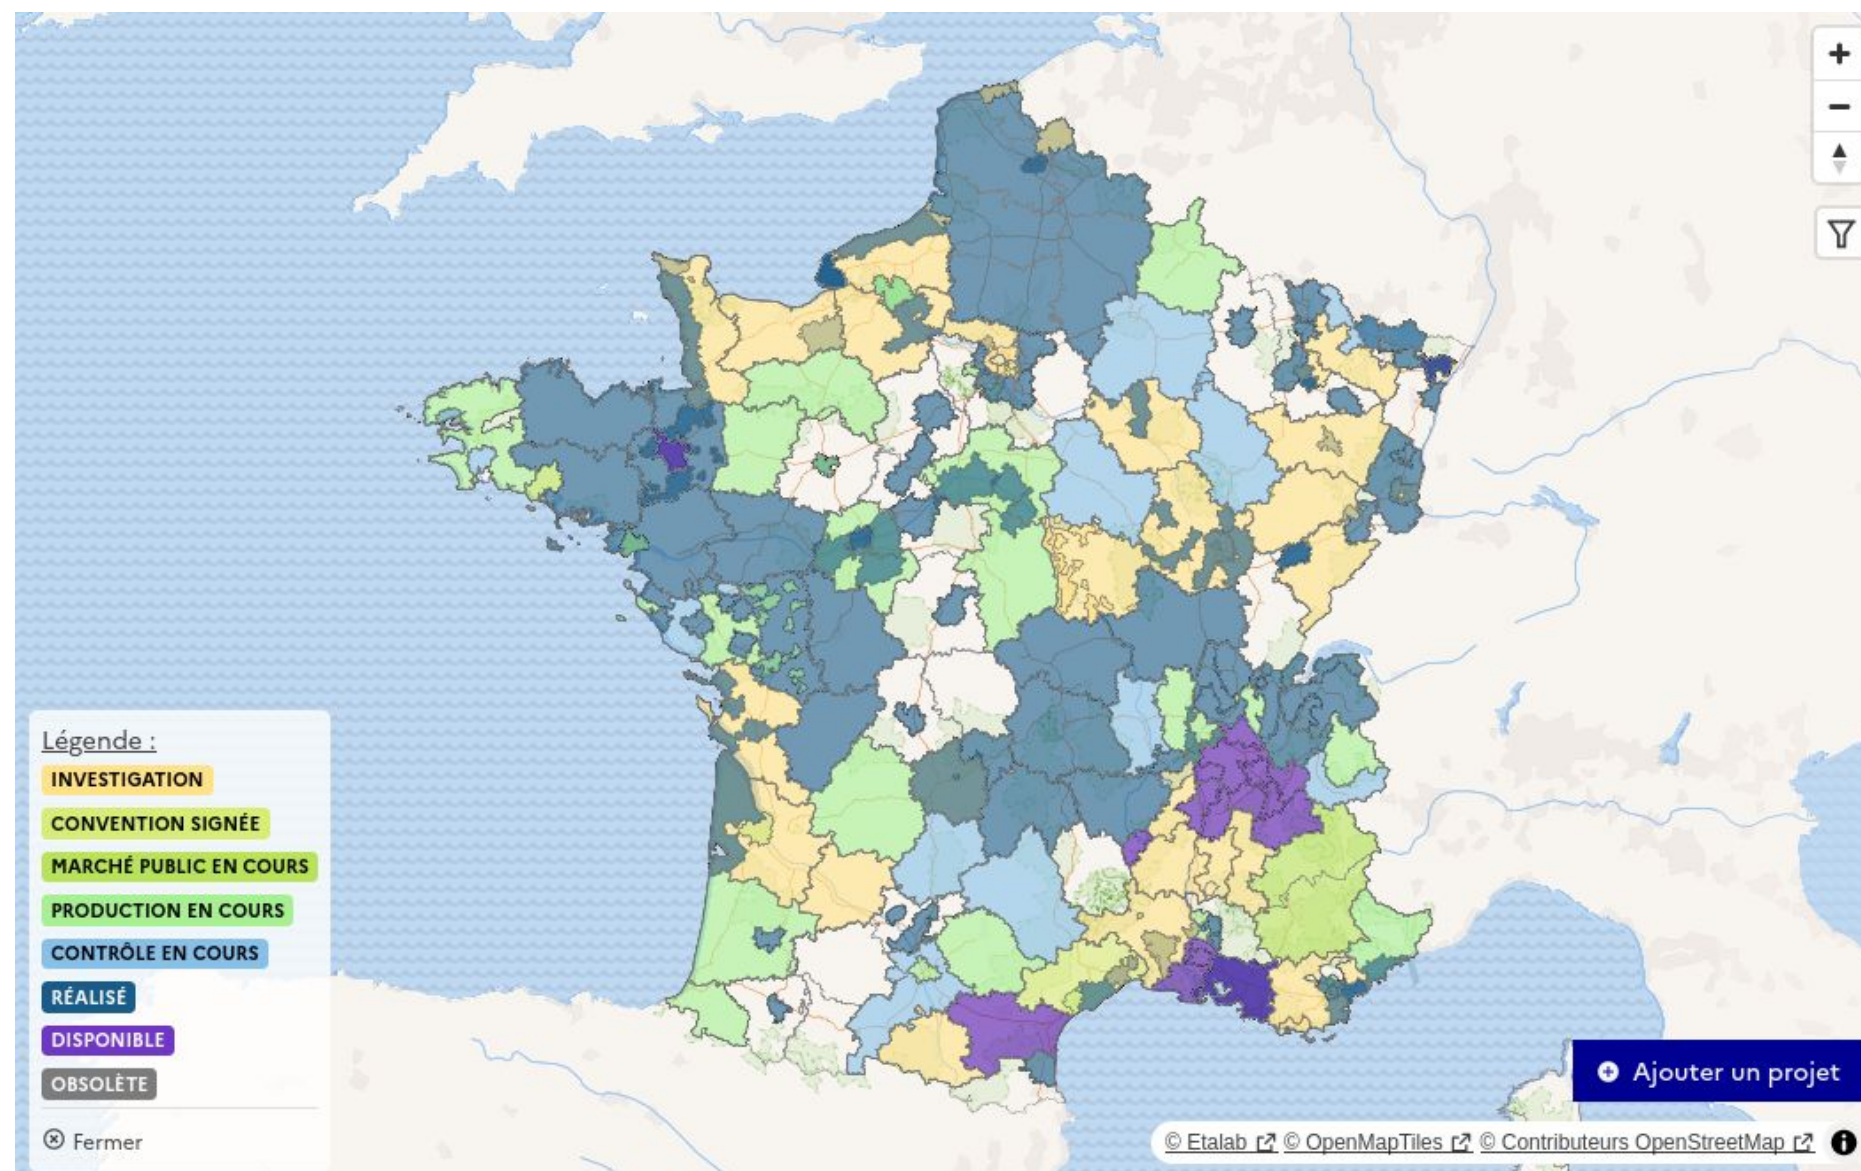 Légende :
INVESTIGATION
CONVENTION SIGNÉE
MARCHÉ PUBLIC EN COURS
PRODUCTION EN COURS
CONTRÔLE EN COURS
RÉALISÉ
DISPONIBLE
OBSOLÈTE
Fermer
Ajouter un projet
© Etalab © OpenMapTiles © Contributeurs OpenStreetMap